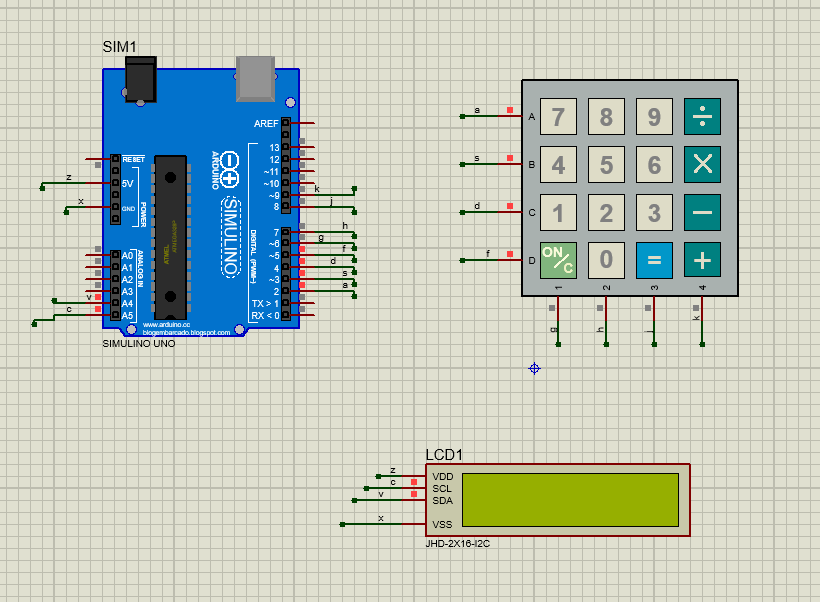 SIM1
ARDUINO
SIMULINO
AREF
13
12
~11
~10
~9
8
7
~6
~5
4
~3
2
TX > 1
RX < 0
DIGITAL (PWM~)
RESET
5V
GND
POWER
A0
A1
A2
A3
A4
A5
ANALOG IN
ATMEL
www.arduino.cc
blogembarcado.blogspot.com
SIMULINO UNO
z
x
v
c
k
j
h
g
f
d
s
a
a
s
d
f
A
B
C
D
7 8 9 ÷
4 5 6 ×
1 2 3 −
ON/C 0 = +
1 2 3 4
g h j k
LCD1
z
c
v
x
VDD
SCL
SDA
VSS
JHD-2X16-I2C